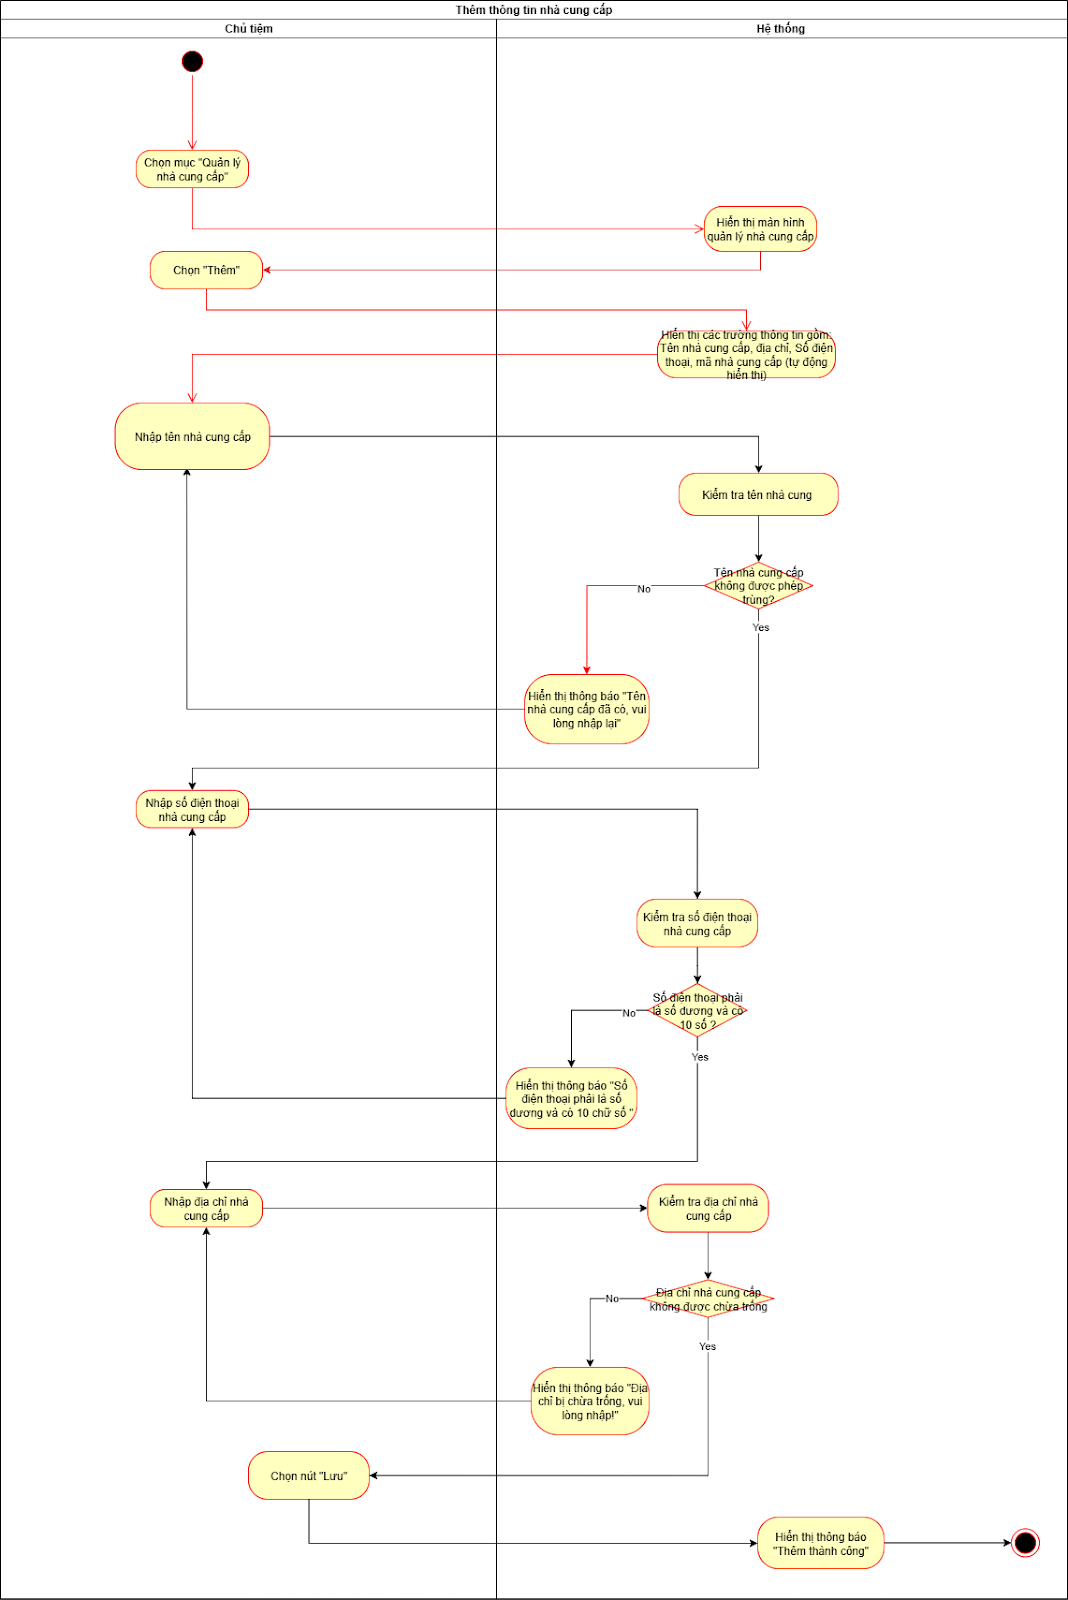 Thêm thông tin nhà cung cấp
Chủ tiệm
Hệ thống
Chọn mục "Quản lý
nhà cung cấp"
Hiển thị màn hình
quản lý nhà cung cấp
Chọn "Thêm"
Hiển thị các trường thông tin gồm:
Tên nhà cung cấp, địa chỉ, Số điện
thoại, mã nhà cung cấp (tự động
hiển thị)
Nhập tên nhà cung cấp
Kiểm tra tên nhà cung
Tên nhà cung cấp
không được phép
trùng?
No
Yes
Hiển thị thông báo "Tên
nhà cung cấp đã có, vui
lòng nhập lại"
Nhập số điện thoại
nhà cung cấp
Kiểm tra số điện thoại
nhà cung cấp
Số điện thoại phải
là số dương và có
10 số ?
No
Yes
Hiển thị thông báo "Số
điện thoại phải là số
dương và có 10 chữ số "
Nhập địa chỉ nhà
cung cấp
Kiểm tra địa chỉ nhà
cung cấp
Địa chỉ nhà cung cấp
không được chừa trống
No
Yes
Hiển thị thông báo "Địa
chỉ bị chừa trống, vui
lòng nhập!"
Chọn nút "Lưu"
Hiển thị thông báo
"Thêm thành công"